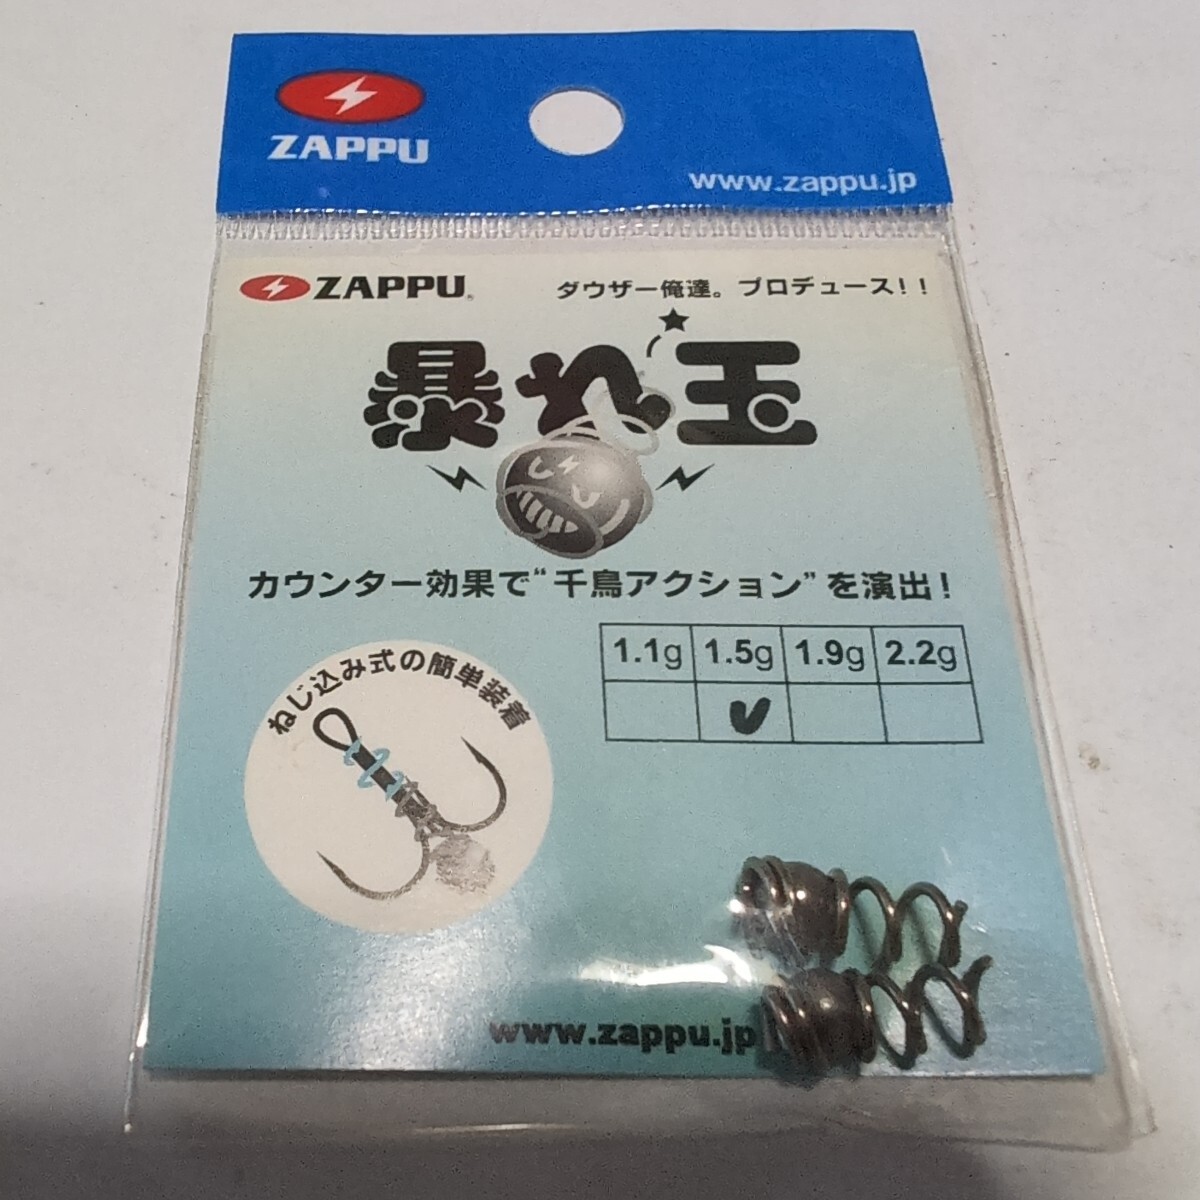 ZAPPU
www.zappu.jp
ZAPPU
ダウザー俺達。プロデュース!!
暴れ玉
カウンター効果で“千鳥アクション”を演出!
1.1g 1.5g 1.9g 2.2g
ねじ込み式の簡単装着
www.zappu.jp